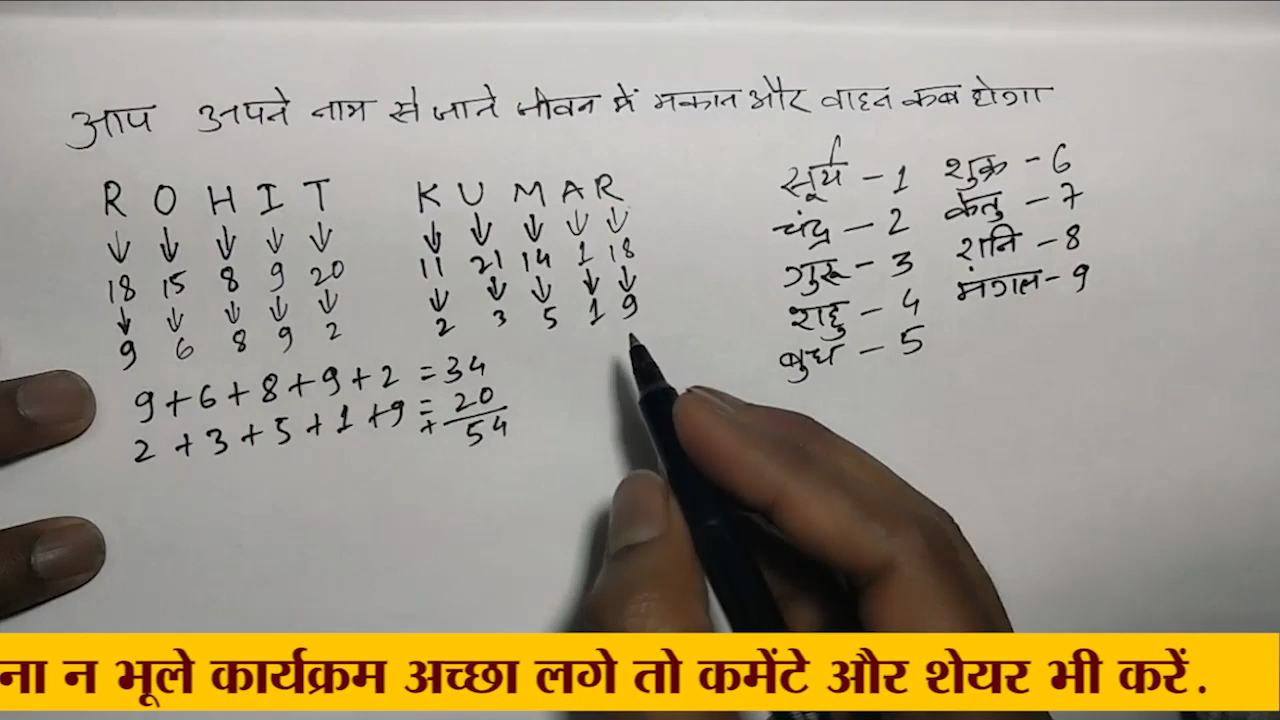 आप अपने नाम से जाने जीवन में मकान और वाहन कब होगा
R O H I T K U M A R
18 15 8 9 20 11 21 14 1 18
9 6 8 9 2 2 3 5 1 9
9+6+8+9+2 = 34
2+3+5+1+9 = 20
+ 54
सूर्य - 1
चंद्र - 2
गुरू - 3
राहु - 4
बुध - 5
शुक्र - 6
केतु - 7
शनि - 8
मंगल - 9
ना न भूले कार्यक्रम अच्छा लगे तो कमेंटे और शेयर भी करें.